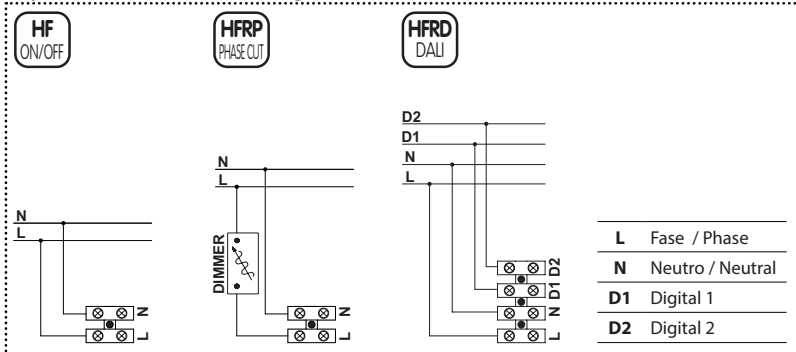 HF
ON/OFF
HFRP
PHASE CUT
HFRD
DALI
N
L
N
L
N
L
DIMMER
N
L
D2
D1
N
L
D2
D1
N
L
L Fase / Phase
N Neutro / Neutral
D1 Digital 1
D2 Digital 2